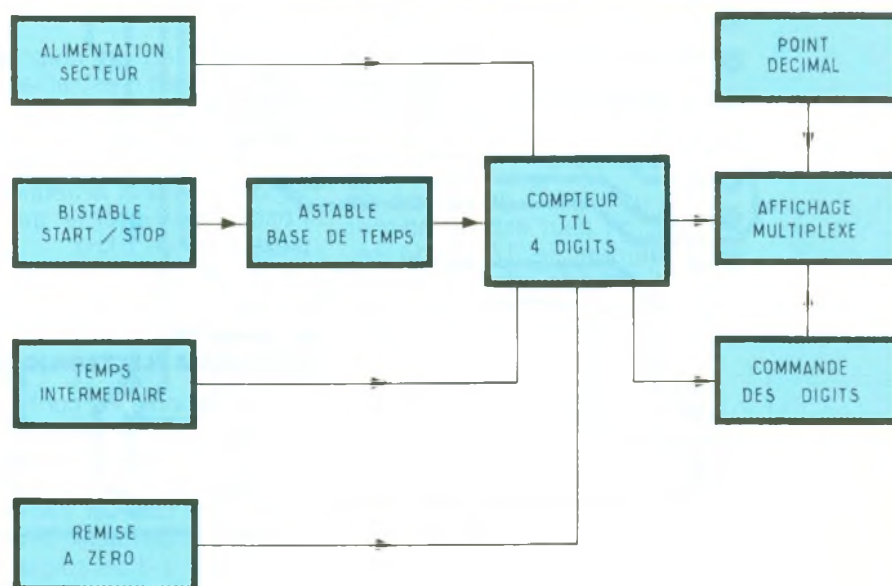 ALIMENTATION
SECTEUR
POINT
DECIMAL
BISTABLE
START / STOP
ASTABLE
BASE DE TEMPS
COMPTEUR
TTL
4 DIGITS
AFFICHAGE
MULTIPLEXE
TEMPS
INTERMEDIAIRE
COMMANDE
DES DIGITS
REMISE
A ZERO